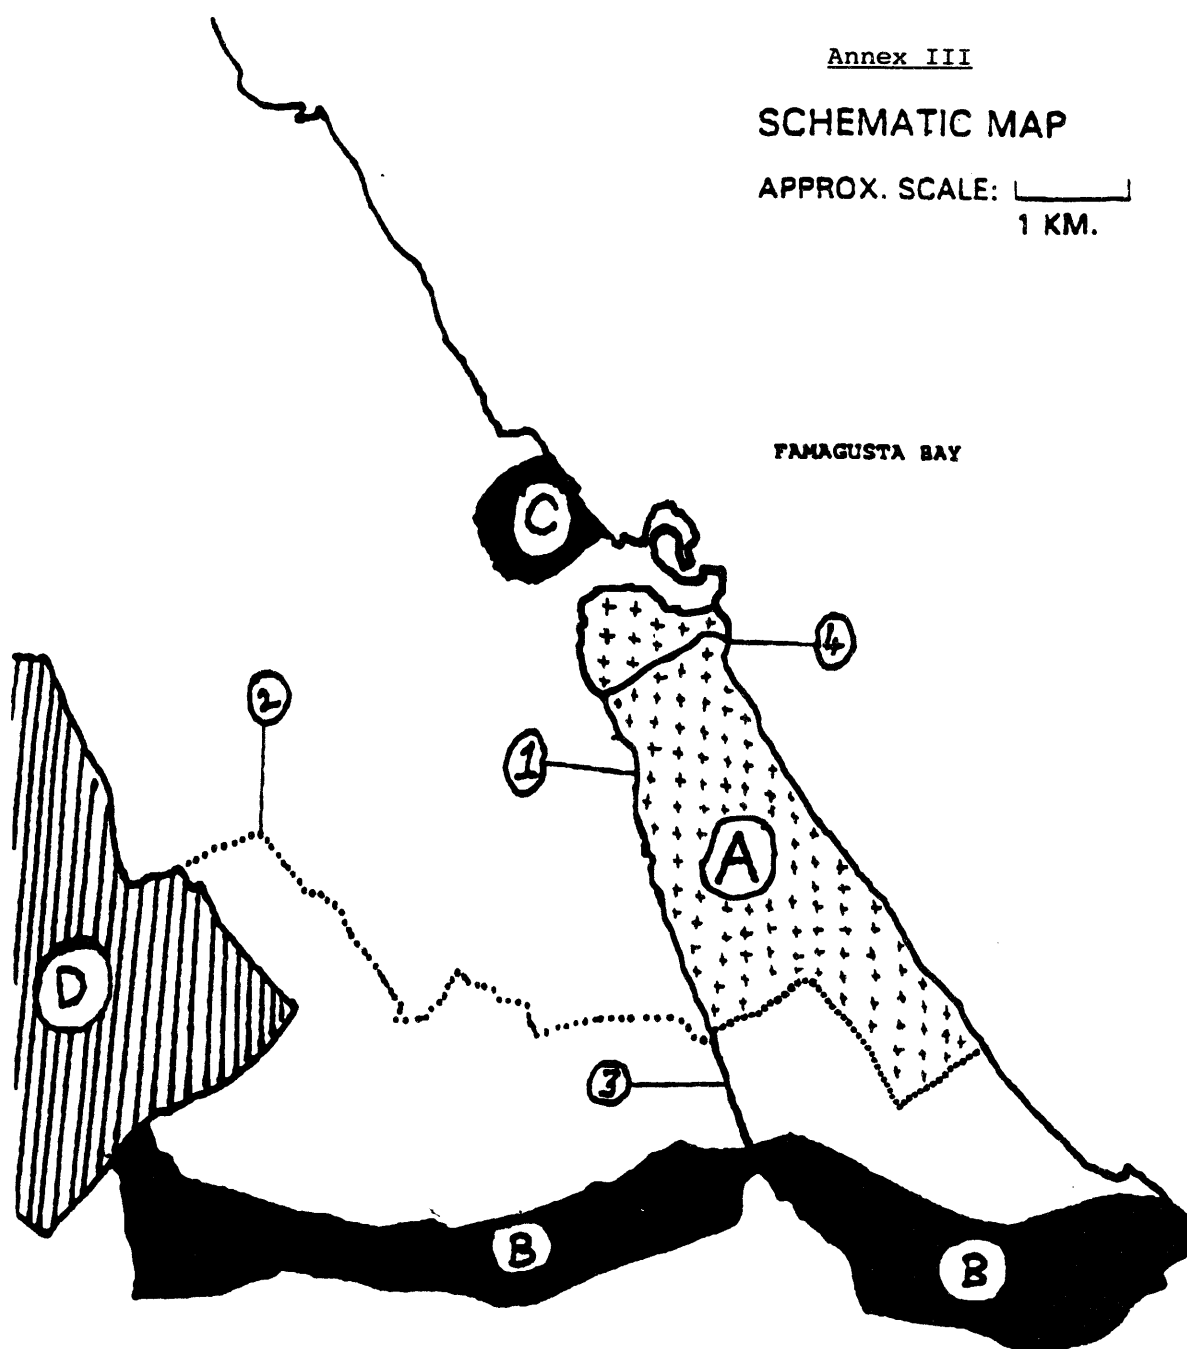 Annex III
SCHEMATIC MAP
APPROX. SCALE:
1 KM.
FAMAGUSTA BAY
C
4
2
1
A
D
3
B
B